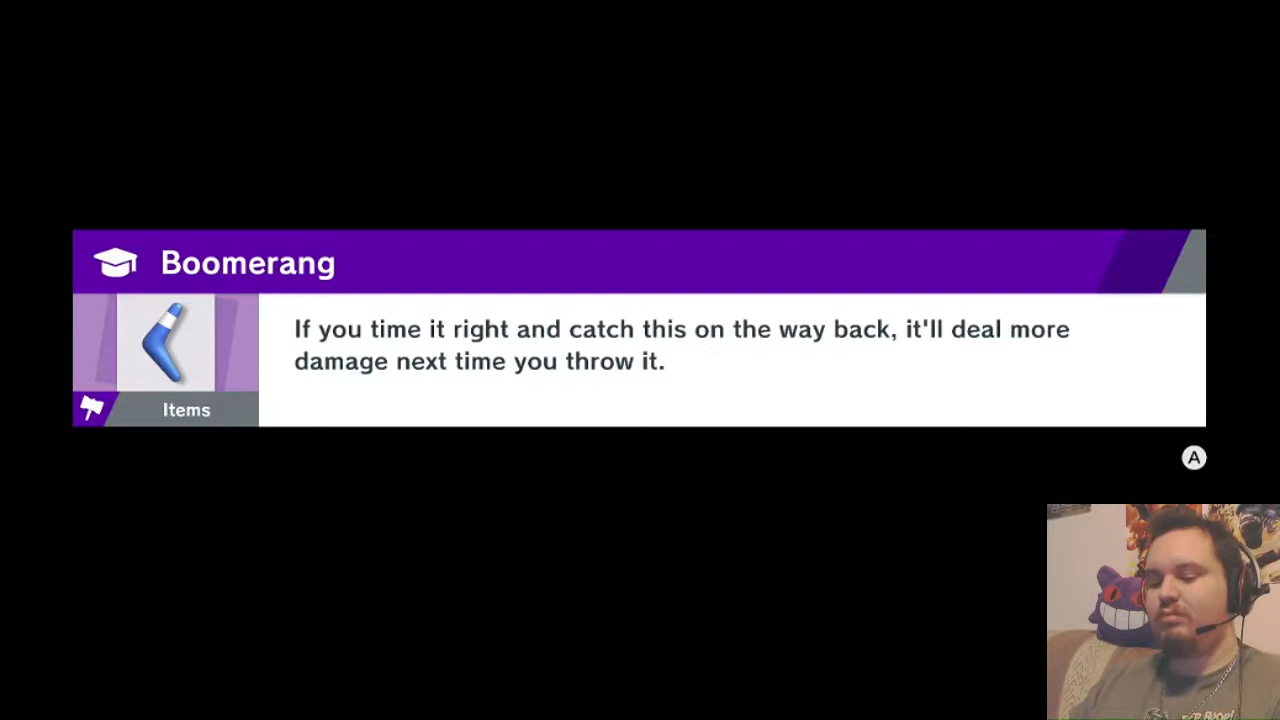 Boomerang
If you time it right and catch this on the way back, it'll deal more
damage next time you throw it.
Items
A